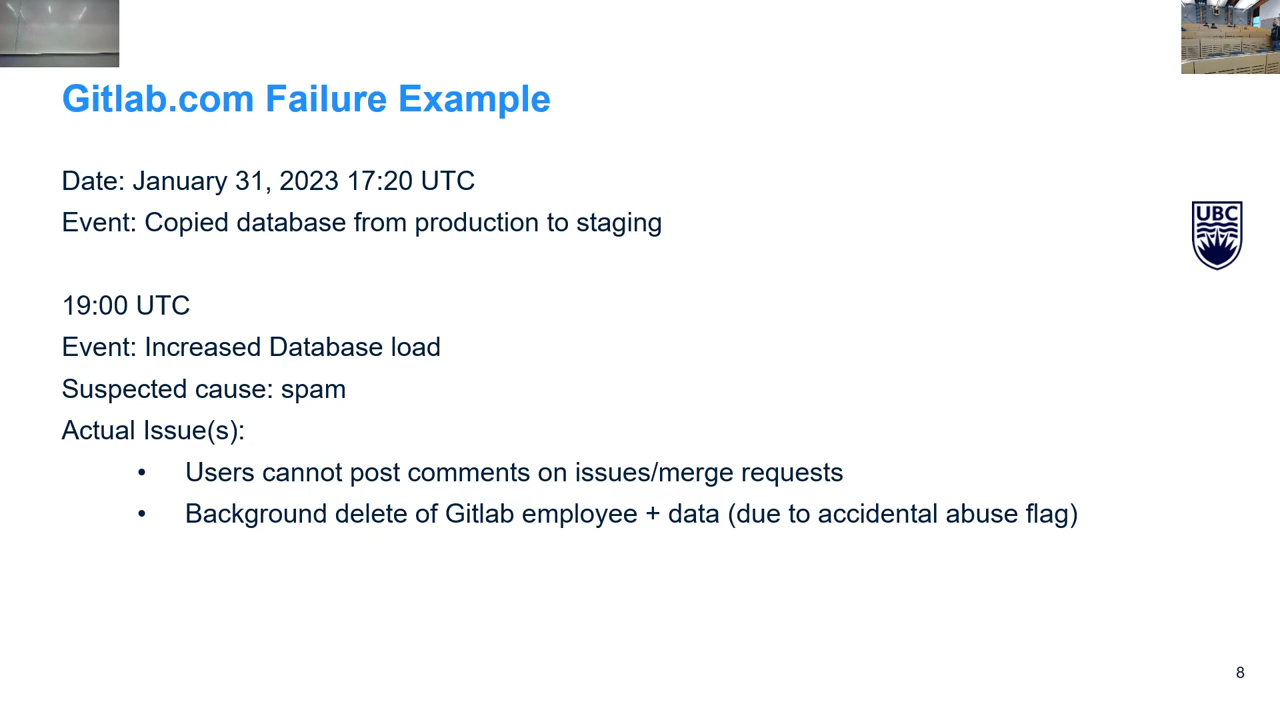 Gitlab.com Failure Example
Date: January 31, 2023 17:20 UTC
Event: Copied database from production to staging
UBC
19:00 UTC
Event: Increased Database load
Suspected cause: spam
Actual Issue(s):
• Users cannot post comments on issues/merge requests
• Background delete of Gitlab employee + data (due to accidental abuse flag)
8